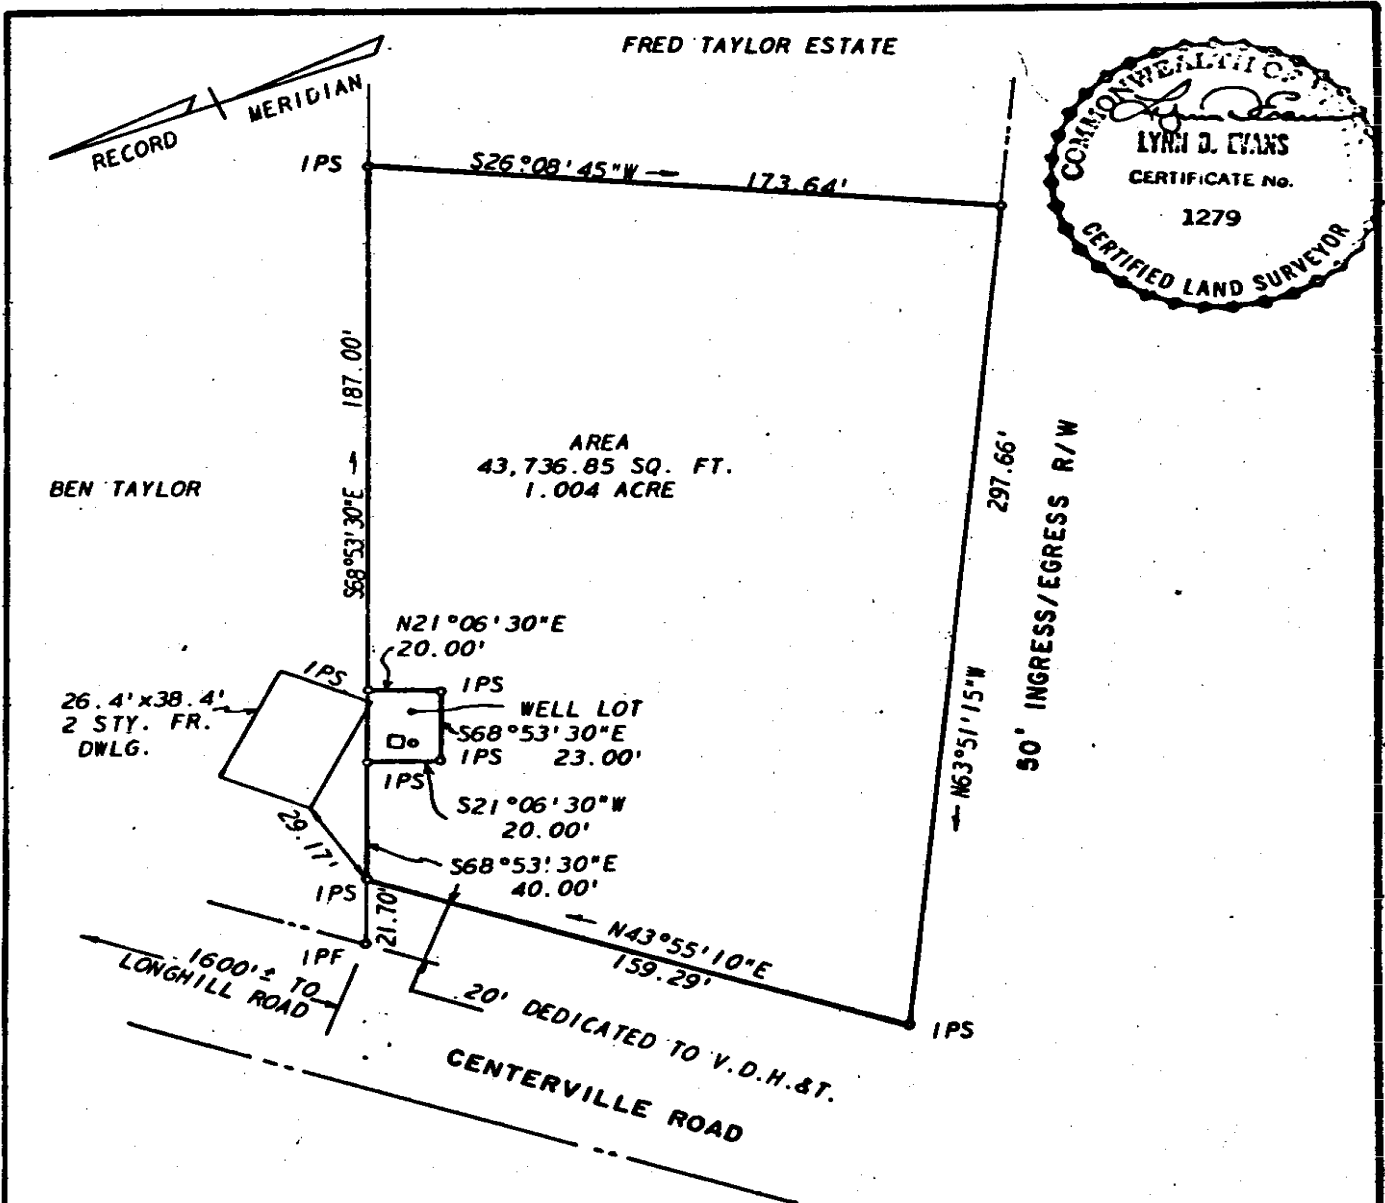 FRED TAYLOR ESTATE
RECORD
MERIDIAN
COMMONWEALTH OF
LYNN D. EVANS
CERTIFICATE No.
1279
CERTIFIED LAND SURVEYOR
IPS
S26°08'45"W
173.64'
187.00'
S68°53'30"E
AREA
43,736.85 SQ. FT.
1.004 ACRE
BEN TAYLOR
297.66'
N63°51'15"W
50' INGRESS/EGRESS R/W
N21°06'30"E
20.00'
IPS
IPS
26.4'x38.4'
2 STY. FR.
DWLG.
WELL LOT
S68°53'30"E
23.00'
IPS
IPS
S21°06'30"W
20.00'
29.17'
S68°53'30"E
40.00'
IPS
21.70'
IPF
N43°55'10"E
159.29'
IPS
1600'± TO
LONGHILL ROAD
20' DEDICATED TO V.D.H.&T.
CENTERVILLE ROAD